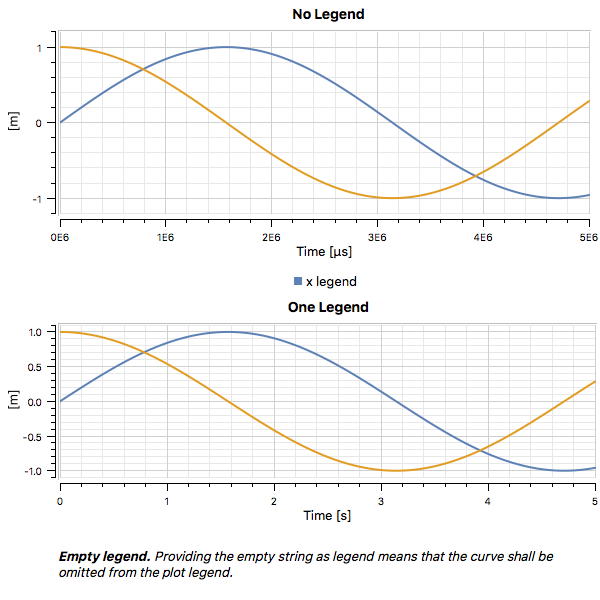 No Legend
[m]
1
0
-1
0E6 1E6 2E6 3E6 4E6 5E6
Time [µs]
x legend
One Legend
[m]
1.0
0.5
0.0
-0.5
-1.0
0 1 2 3 4 5
Time [s]
Empty legend. Providing the empty string as legend means that the curve shall be
omitted from the plot legend.